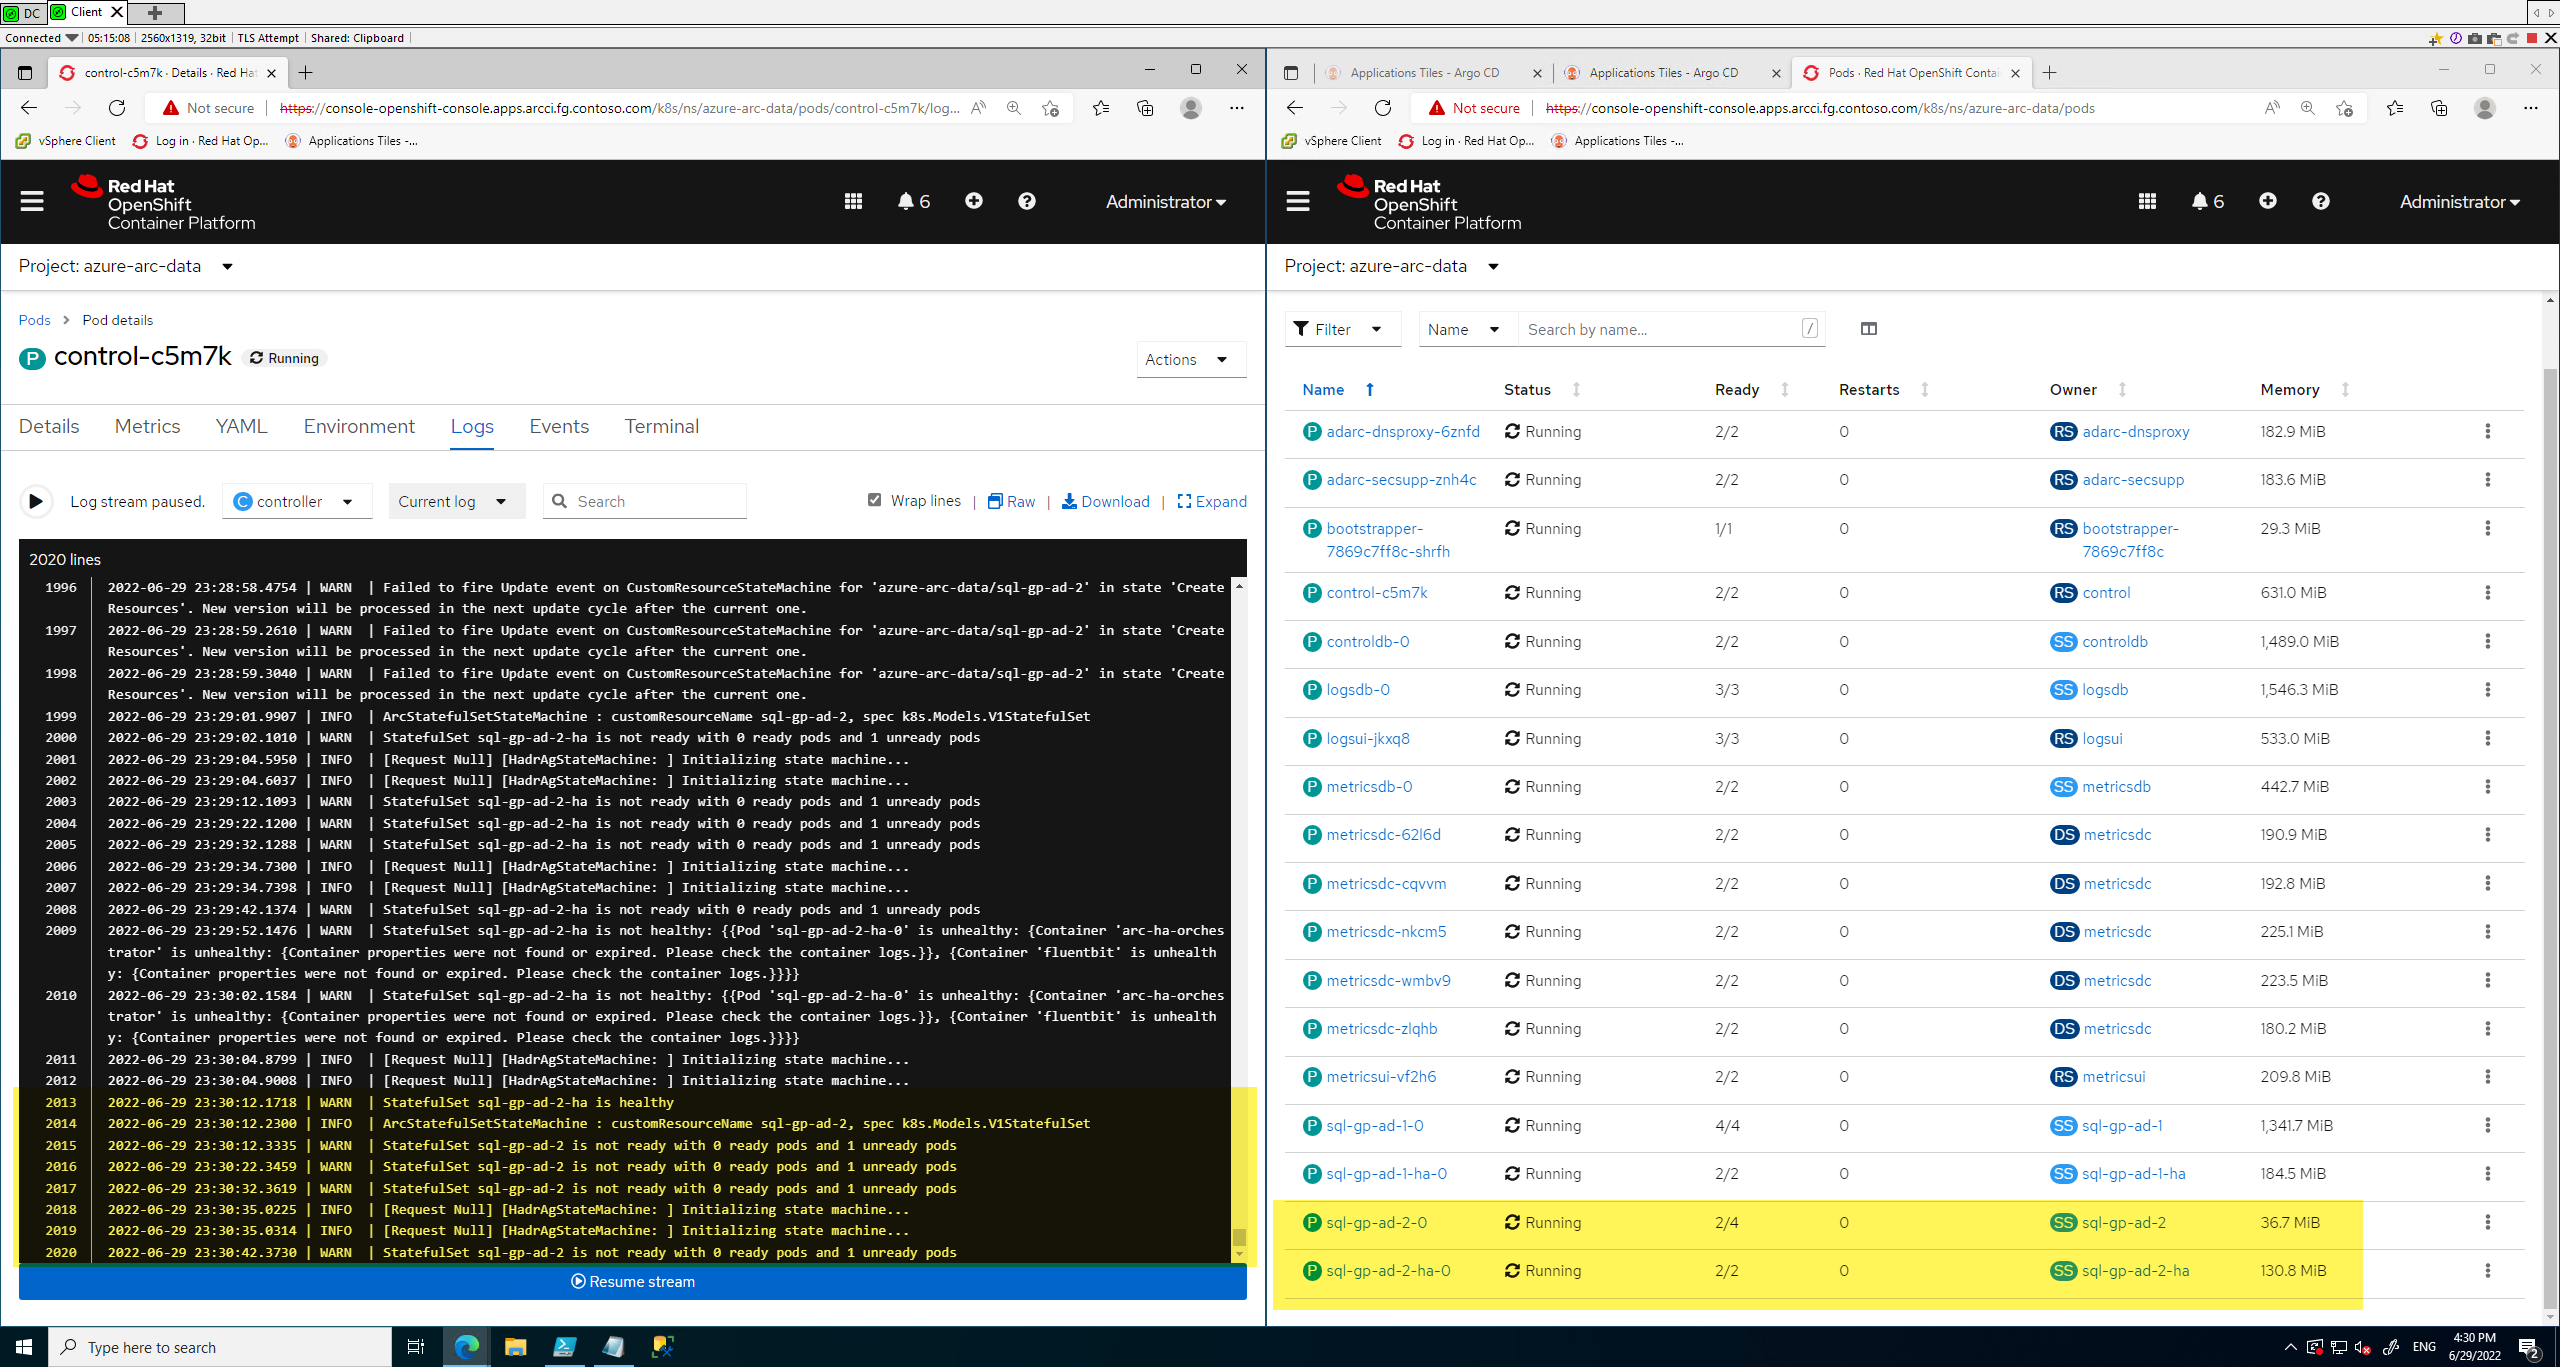 DC
Client
Connected
05:15:08
2560x1319, 32bit
TLS Attempt
Shared: Clipboard
control-c5m7k · Details · Red Hat
Not secure
https://console-openshift-console.apps.arcci.fg.contoso.com/k8s/ns/azure-arc-data/pods/control-c5m7k/log...
vSphere Client
Log in · Red Hat Op...
Applications Tiles -...
Red Hat
OpenShift
Container Platform
6
Administrator
Project: azure-arc-data
Pods
Pod details
P control-c5m7k
Running
Actions
Details
Metrics
YAML
Environment
Logs
Events
Terminal
Log stream paused.
C controller
Current log
Search
Wrap lines
Raw
Download
Expand
2020 lines
1996 2022-06-29 23:28:58.4754 | WARN | Failed to fire Update event on CustomResourceStateMachine for 'azure-arc-data/sql-gp-ad-2' in state 'Create
Resources'. New version will be processed in the next update cycle after the current one.
1997 2022-06-29 23:28:59.2610 | WARN | Failed to fire Update event on CustomResourceStateMachine for 'azure-arc-data/sql-gp-ad-2' in state 'Create
Resources'. New version will be processed in the next update cycle after the current one.
1998 2022-06-29 23:28:59.3040 | WARN | Failed to fire Update event on CustomResourceStateMachine for 'azure-arc-data/sql-gp-ad-2' in state 'Create
Resources'. New version will be processed in the next update cycle after the current one.
1999 2022-06-29 23:29:01.9907 | INFO | ArcStatefulSetStateMachine : customResourceName sql-gp-ad-2, spec k8s.Models.V1StatefulSet
2000 2022-06-29 23:29:02.1010 | WARN | StatefulSet sql-gp-ad-2-ha is not ready with 0 ready pods and 1 unready pods
2001 2022-06-29 23:29:04.5950 | INFO | [Request Null] [HadrAgStateMachine: ] Initializing state machine...
2002 2022-06-29 23:29:04.6037 | INFO | [Request Null] [HadrAgStateMachine: ] Initializing state machine...
2003 2022-06-29 23:29:12.1093 | WARN | StatefulSet sql-gp-ad-2-ha is not ready with 0 ready pods and 1 unready pods
2004 2022-06-29 23:29:22.1200 | WARN | StatefulSet sql-gp-ad-2-ha is not ready with 0 ready pods and 1 unready pods
2005 2022-06-29 23:29:32.1288 | WARN | StatefulSet sql-gp-ad-2-ha is not ready with 0 ready pods and 1 unready pods
2006 2022-06-29 23:29:34.7300 | INFO | [Request Null] [HadrAgStateMachine: ] Initializing state machine...
2007 2022-06-29 23:29:34.7398 | INFO | [Request Null] [HadrAgStateMachine: ] Initializing state machine...
2008 2022-06-29 23:29:42.1374 | WARN | StatefulSet sql-gp-ad-2-ha is not ready with 0 ready pods and 1 unready pods
2009 2022-06-29 23:29:52.1476 | WARN | StatefulSet sql-gp-ad-2-ha is not healthy: {{Pod 'sql-gp-ad-2-ha-0' is unhealthy: {Container 'arc-ha-orches
trator' is unhealthy: {Container properties were not found or expired. Please check the container logs.}}, {Container 'fluentbit' is unhealth
y: {Container properties were not found or expired. Please check the container logs.}}}}
2010 2022-06-29 23:30:02.1584 | WARN | StatefulSet sql-gp-ad-2-ha is not healthy: {{Pod 'sql-gp-ad-2-ha-0' is unhealthy: {Container 'arc-ha-orches
trator' is unhealthy: {Container properties were not found or expired. Please check the container logs.}}, {Container 'fluentbit' is unhealth
y: {Container properties were not found or expired. Please check the container logs.}}}}
2011 2022-06-29 23:30:04.8799 | INFO | [Request Null] [HadrAgStateMachine: ] Initializing state machine...
2012 2022-06-29 23:30:04.9008 | INFO | [Request Null] [HadrAgStateMachine: ] Initializing state machine...
2013 2022-06-29 23:30:12.1718 | WARN | StatefulSet sql-gp-ad-2-ha is healthy
2014 2022-06-29 23:30:12.2300 | INFO | ArcStatefulSetStateMachine : customResourceName sql-gp-ad-2, spec k8s.Models.V1StatefulSet
2015 2022-06-29 23:30:12.3335 | WARN | StatefulSet sql-gp-ad-2 is not ready with 0 ready pods and 1 unready pods
2016 2022-06-29 23:30:22.3459 | WARN | StatefulSet sql-gp-ad-2 is not ready with 0 ready pods and 1 unready pods
2017 2022-06-29 23:30:32.3619 | WARN | StatefulSet sql-gp-ad-2 is not ready with 0 ready pods and 1 unready pods
2018 2022-06-29 23:30:35.0225 | INFO | [Request Null] [HadrAgStateMachine: ] Initializing state machine...
2019 2022-06-29 23:30:35.0314 | INFO | [Request Null] [HadrAgStateMachine: ] Initializing state machine...
2020 2022-06-29 23:30:42.3730 | WARN | StatefulSet sql-gp-ad-2 is not ready with 0 ready pods and 1 unready pods
Resume stream
Applications Tiles - Argo CD
Applications Tiles - Argo CD
Pods · Red Hat OpenShift Contai
Not secure
https://console-openshift-console.apps.arcci.fg.contoso.com/k8s/ns/azure-arc-data/pods
vSphere Client
Log in · Red Hat Op...
Applications Tiles -...
Red Hat
OpenShift
Container Platform
6
Administrator
Project: azure-arc-data
Filter
Name
Search by name...
/
Name Status Ready Restarts Owner Memory
P adarc-dnsproxy-6znfd Running 2/2 0 RS adarc-dnsproxy 182.9 MiB
P adarc-secsupp-znh4c Running 2/2 0 RS adarc-secsupp 183.6 MiB
P bootstrapper- Running 1/1 0 RS bootstrapper- 29.3 MiB
7869c7ff8c-shrfh 7869c7ff8c
P control-c5m7k Running 2/2 0 RS control 631.0 MiB
P controldb-0 Running 2/2 0 SS controldb 1,489.0 MiB
P logsdb-0 Running 3/3 0 SS logsdb 1,546.3 MiB
P logsui-jkxq8 Running 3/3 0 RS logsui 533.0 MiB
P metricsdb-0 Running 2/2 0 SS metricsdb 442.7 MiB
P metricsdc-62l6d Running 2/2 0 DS metricsdc 190.9 MiB
P metricsdc-cqvvm Running 2/2 0 DS metricsdc 192.8 MiB
P metricsdc-nkcm5 Running 2/2 0 DS metricsdc 225.1 MiB
P metricsdc-wmbv9 Running 2/2 0 DS metricsdc 223.5 MiB
P metricsdc-zlqhb Running 2/2 0 DS metricsdc 180.2 MiB
P metricsui-vf2h6 Running 2/2 0 RS metricsui 209.8 MiB
P sql-gp-ad-1-0 Running 4/4 0 SS sql-gp-ad-1 1,341.7 MiB
P sql-gp-ad-1-ha-0 Running 2/2 0 SS sql-gp-ad-1-ha 184.5 MiB
P sql-gp-ad-2-0 Running 2/4 0 SS sql-gp-ad-2 36.7 MiB
P sql-gp-ad-2-ha-0 Running 2/2 0 SS sql-gp-ad-2-ha 130.8 MiB
Type here to search
ENG
4:30 PM
6/29/2022
2